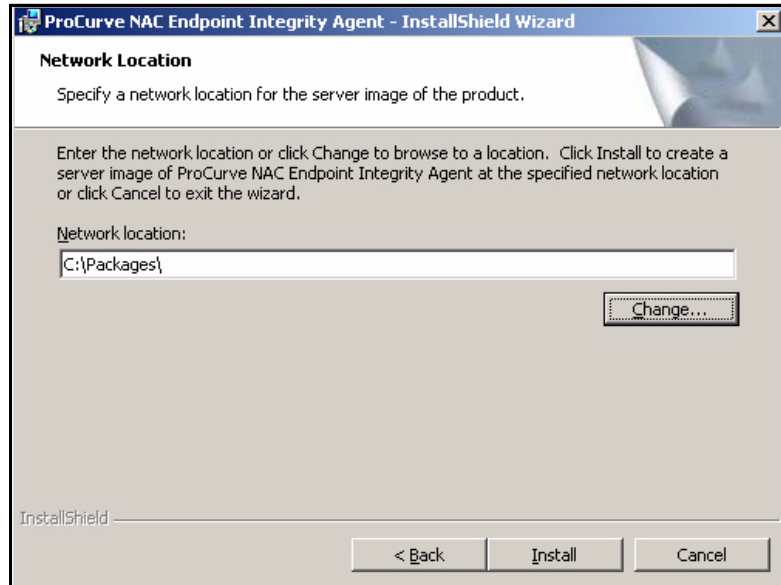 ProCurve NAC Endpoint Integrity Agent - InstallShield Wizard
Network Location
Specify a network location for the server image of the product.
Enter the network location or click Change to browse to a location. Click Install to create a
server image of ProCurve NAC Endpoint Integrity Agent at the specified network location
or click Cancel to exit the wizard.
Network location:
C:\Packages\
Change...
InstallShield
< Back
Install
Cancel